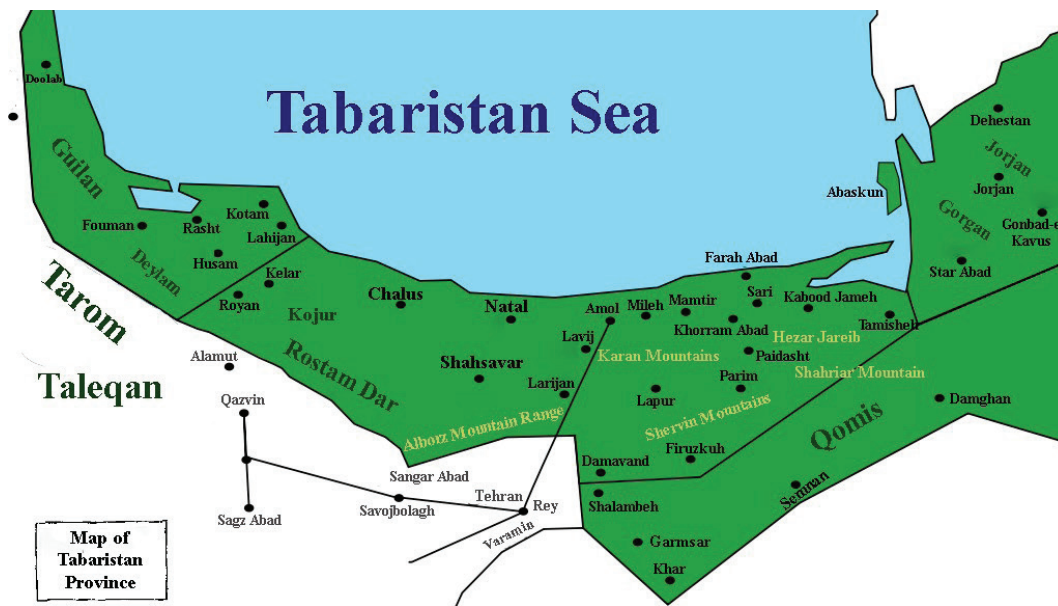 Doolab
Tabaristan Sea
Dehestan
Guilan
Jorjan
Jorjan
Abaskun
Kotam
Gorgan
Gonbad-e
Kavus
Fouman
Rasht
Lahijan
Deylam
Husam
Kelar
Farah Abad
Star Abad
Tarom
Royan
Chalus
Kojur
Natal
Amol
Mileh
Mamtir
Sari
Kabood Jameh
Khorram Abad
Tamisheh
Hezar Jareib
Lavij
Karan Mountains
Paidasht
Alamut
Rostam Dar
Shahsavar
Shahriar Mountain
Taleqan
Larijan
Lapur
Parim
Damghan
Qazvin
Alborz Mountain Range
Shervin Mountains
Qomis
Firuzkuh
Damavand
Sangar Abad
Semnan
Tehran
Shalambeh
Sagz Abad
Savojbolagh
Rey
Varamin
Garmsar
Khar
Map of
Tabaristan
Province